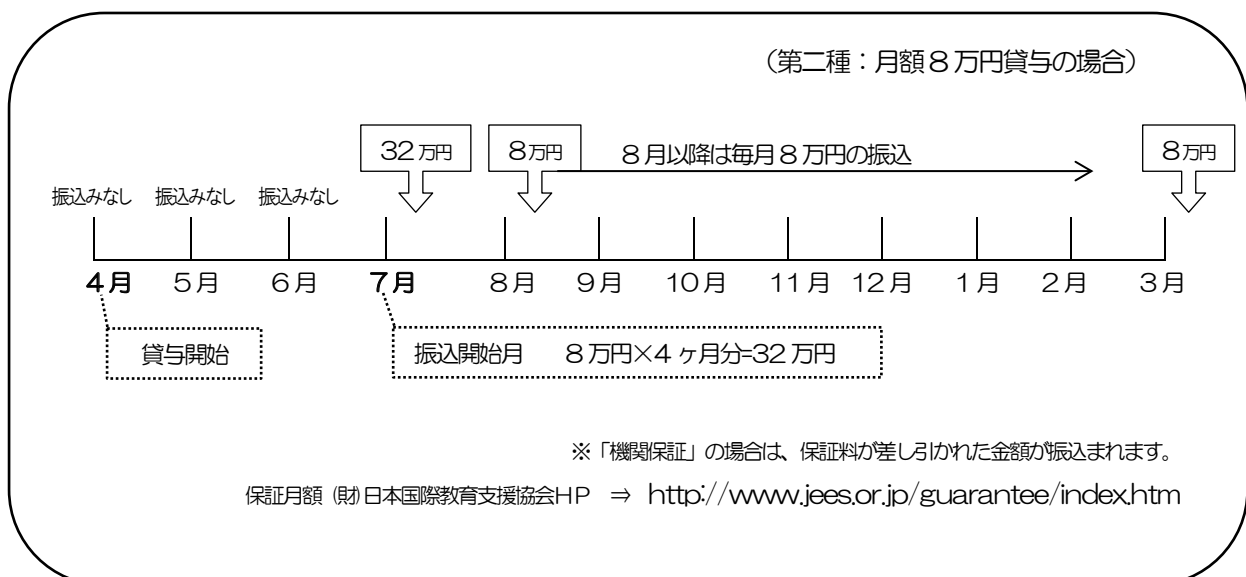 （第二種：月額８万円貸与の場合）
32万円
８万円
８月以降は毎月８万円の振込
８万円
振込みなし
振込みなし
振込みなし
４月
５月
６月
７月
８月
９月
10月
11月
12月
１月
２月
３月
貸与開始
振込開始月　８万円×４ヶ月分=32万円
※「機関保証」の場合は、保証料が差し引かれた金額が振込まれます。
保証月額（財）日本国際教育支援協会ＨＰ　⇒　http://www.jees.or.jp/guarantee/index.htm